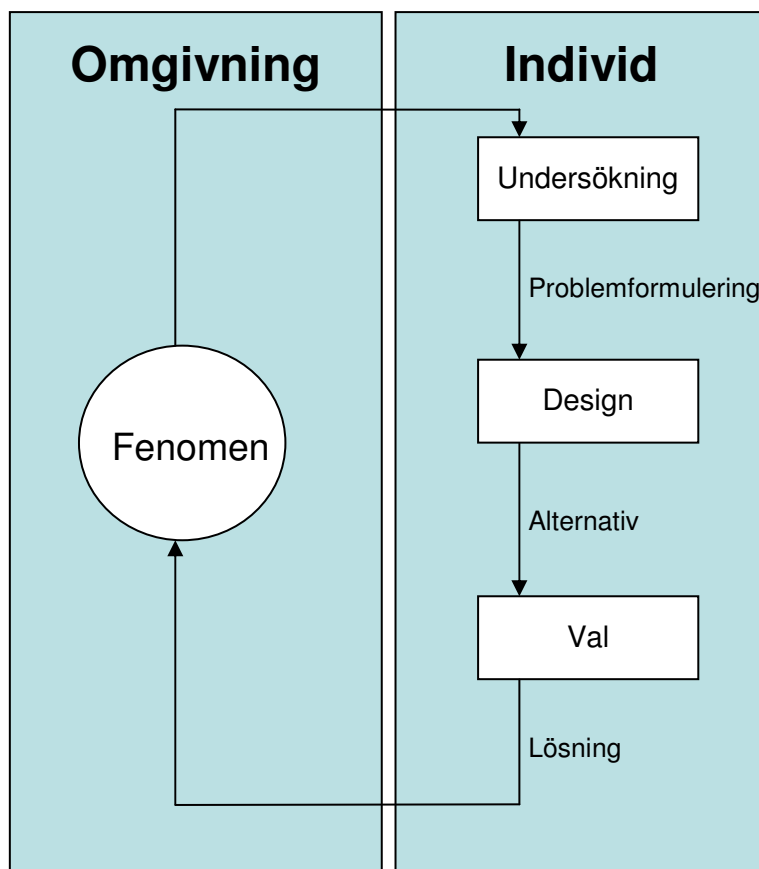 Omgivning
Individ
Undersökning
Problemformulering
Design
Fenomen
Alternativ
Val
Lösning